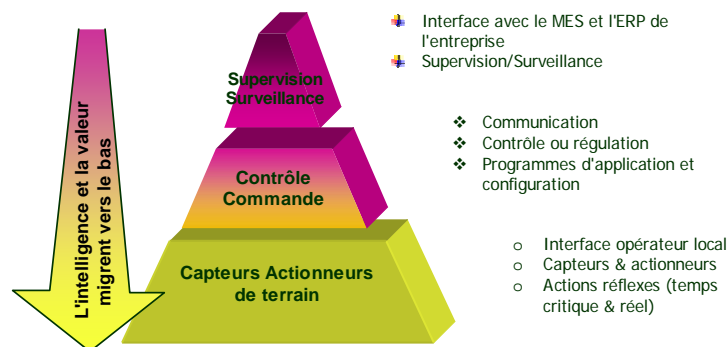 L'intelligence et la valeur
migrent vers le bas
Supervision
Surveillance
Contrôle
Commande
Capteurs Actionneurs
de terrain
Interface avec le MES et l'ERP de
l'entreprise
Supervision/Surveillance
Communication
Contrôle ou régulation
Programmes d'application et
configuration
Interface opérateur local
Capteurs & actionneurs
Actions réflexes (temps
critique & réel)